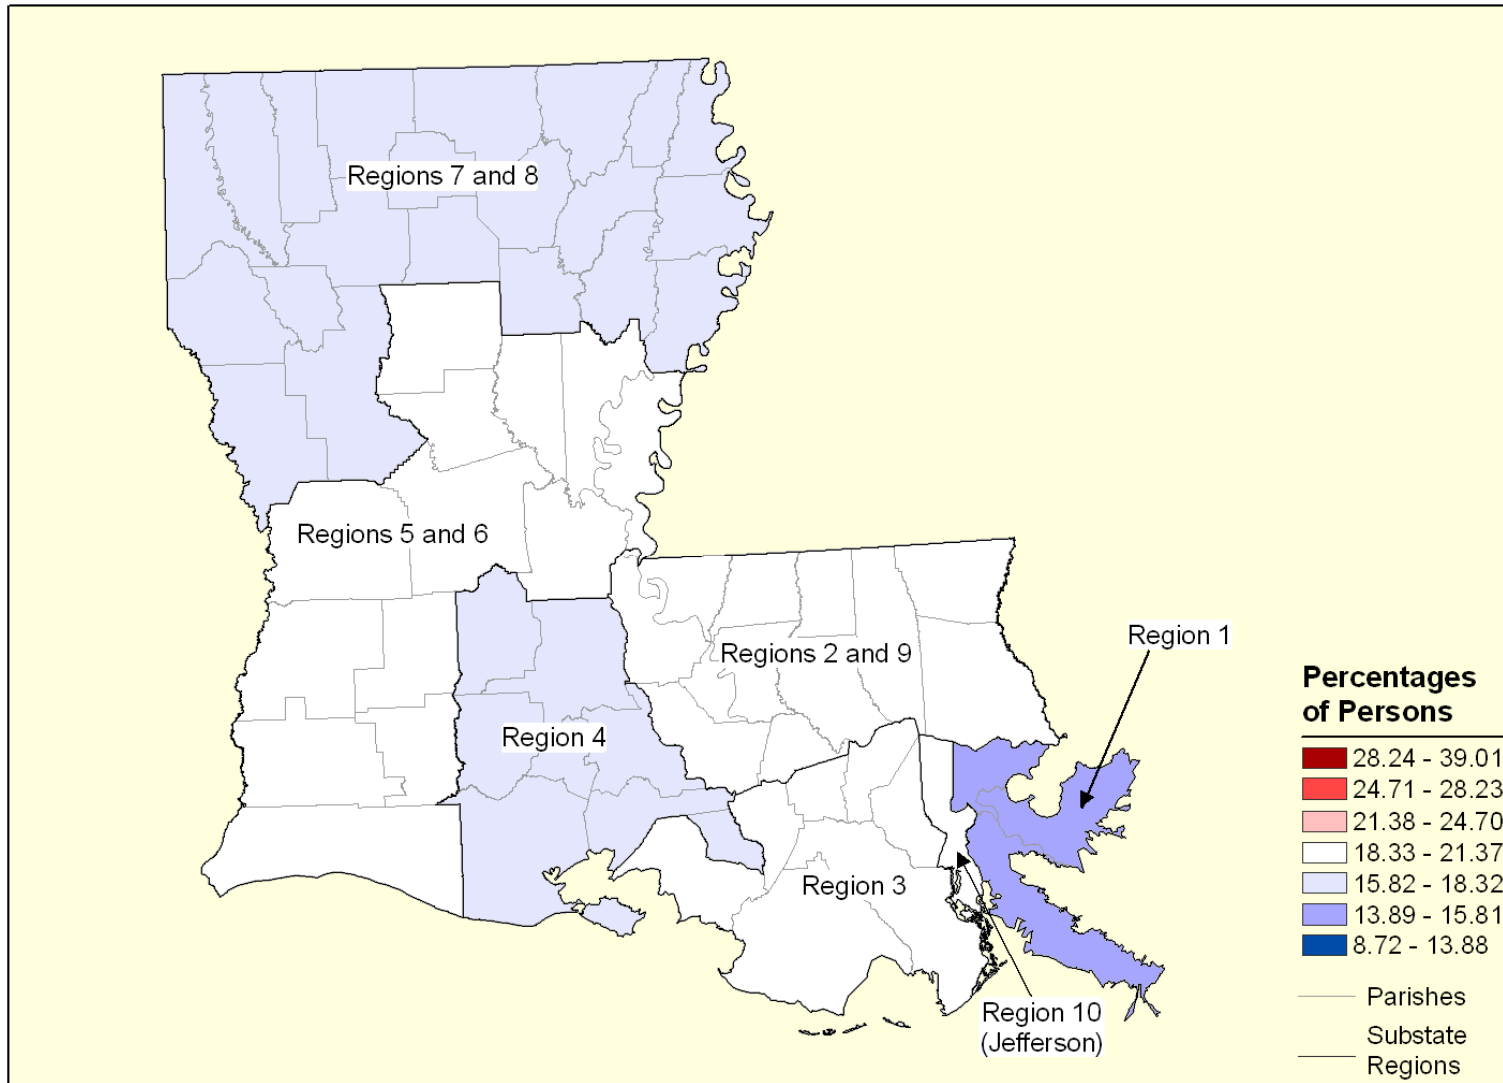 Regions 7 and 8
Regions 5 and 6
Region 1
Regions 2 and 9
Region 4
Region 3
Region 10
(Jefferson)
Percentages
of Persons
28.24 - 39.01
24.71 - 28.23
21.38 - 24.70
18.33 - 21.37
15.82 - 18.32
13.89 - 15.81
8.72 - 13.88
Parishes
Substate
Regions